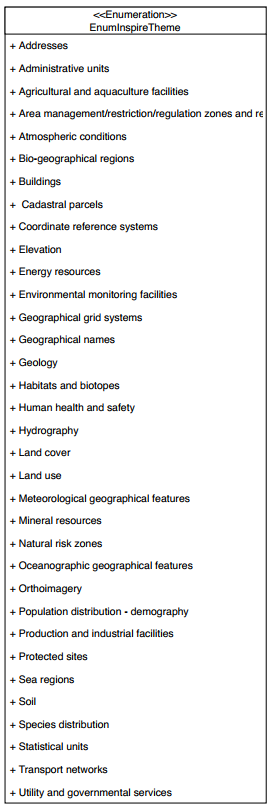 <<Enumeration>>
EnumInspireTheme
+ Addresses
+ Administrative units
+ Agricultural and aquaculture facilities
+ Area management/restriction/regulation zones and re
+ Atmospheric conditions
+ Bio-geographical regions
+ Buildings
+ Cadastral parcels
+ Coordinate reference systems
+ Elevation
+ Energy resources
+ Environmental monitoring facilities
+ Geographical grid systems
+ Geographical names
+ Geology
+ Habitats and biotopes
+ Human health and safety
+ Hydrography
+ Land cover
+ Land use
+ Meteorological geographical features
+ Mineral resources
+ Natural risk zones
+ Oceanographic geographical features
+ Orthoimagery
+ Population distribution - demography
+ Production and industrial facilities
+ Protected sites
+ Sea regions
+ Soil
+ Species distribution
+ Statistical units
+ Transport networks
+ Utility and governmental services